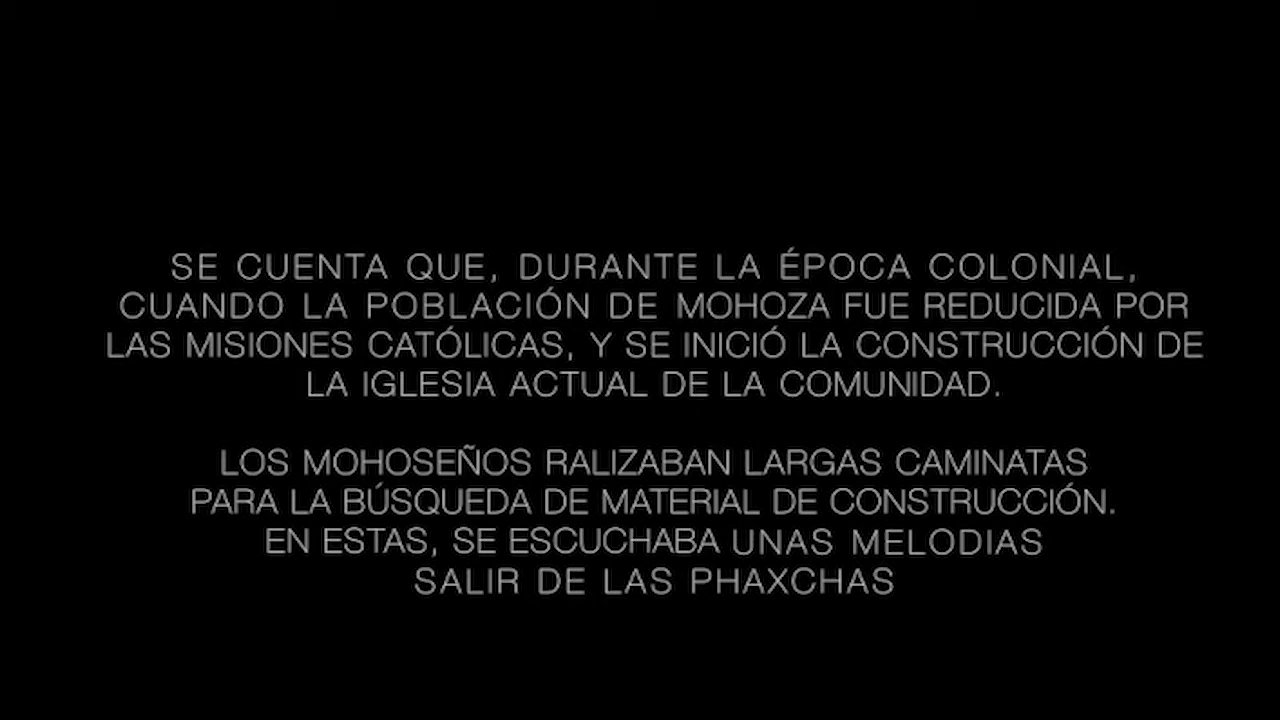 SE CUENTA QUE, DURANTE LA ÉPOCA COLONIAL,
CUANDO LA POBLACIÓN DE MOHOZA FUE REDUCIDA POR
LAS MISIONES CATÓLICAS, Y SE INICIÓ LA CONSTRUCCIÓN DE
LA IGLESIA ACTUAL DE LA COMUNIDAD.
LOS MOHOSEÑOS RALIZABAN LARGAS CAMINATAS
PARA LA BÚSQUEDA DE MATERIAL DE CONSTRUCCIÓN.
EN ESTAS, SE ESCUCHABA UNAS MELODIAS
SALIR DE LAS PHAXCHAS